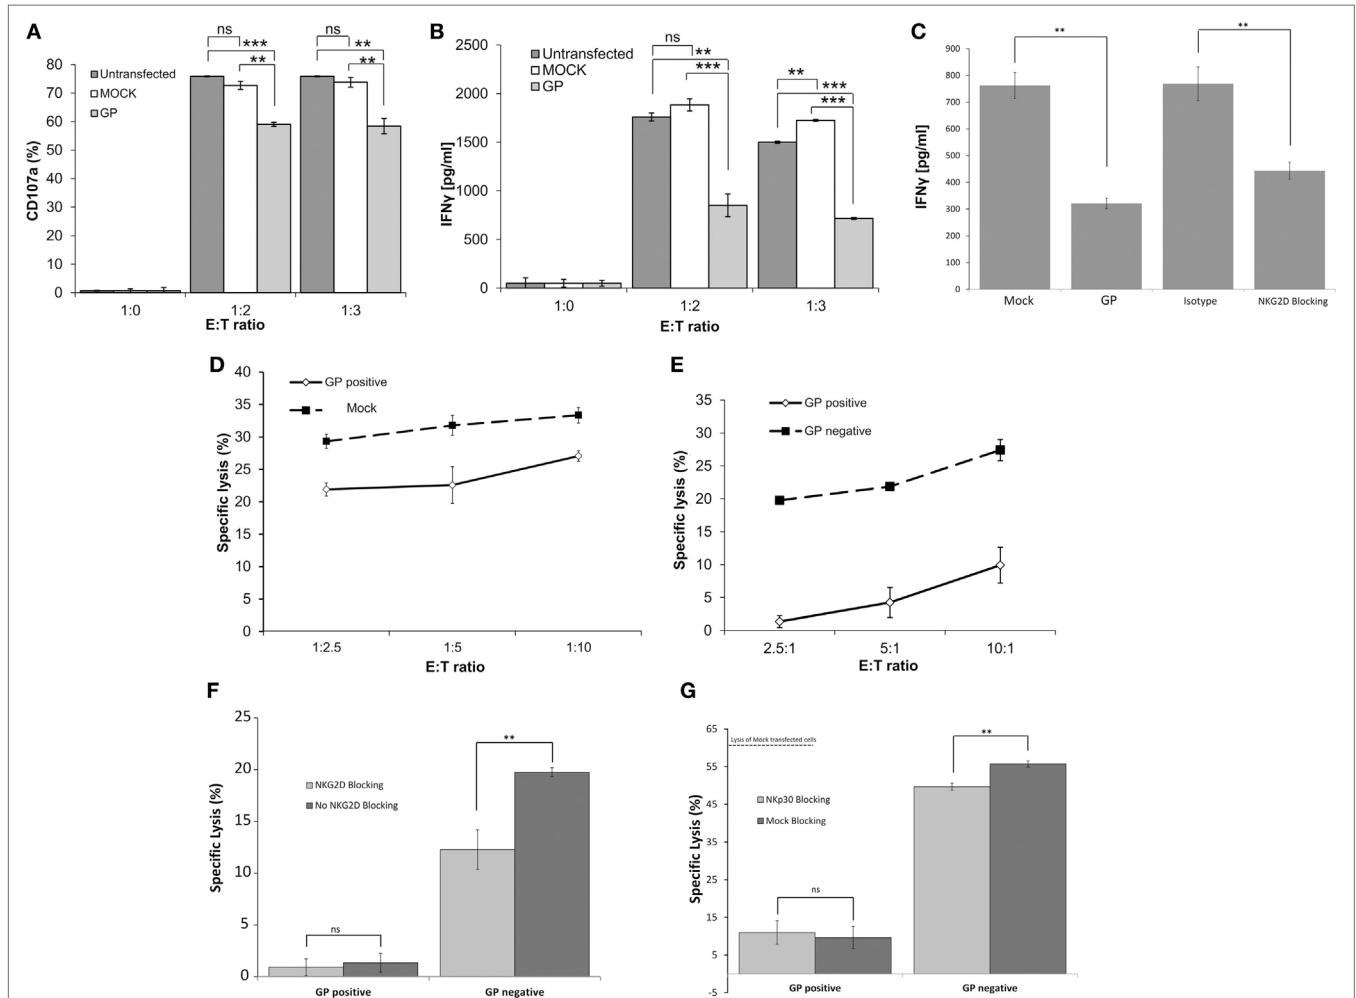 A
ns
***
**
ns
**
**
Untransfected
MOCK
GP
CD107a (%)
80
70
60
50
40
30
20
10
0
1:0
1:2
1:3
E:T ratio
B
ns
**
***
**
***
***
Untransfected
MOCK
GP
IFNγ [pg/ml]
2500
2000
1500
1000
500
0
1:0
1:2
1:3
E:T ratio
C
**
**
IFNγ [pg/ml]
900
800
700
600
500
400
300
200
100
0
Mock
GP
Isotype
NKG2D Blocking
D
GP positive
Mock
Specific lysis (%)
40
35
30
25
20
15
10
5
0
1:2.5
1:5
1:10
E:T ratio
E
GP positive
GP negative
Specific lysis (%)
35
30
25
20
15
10
5
0
2.5:1
5:1
10:1
E:T ratio
F
NKG2D Blocking
No NKG2D Blocking
ns
**
Specific Lysis (%)
25
20
15
10
5
0
GP positive
GP negative
G
Lysis of Mock transfected cells
NKp30 Blocking
Mock Blocking
ns
**
Specific Lysis (%)
65
55
45
35
25
15
5
-5
GP positive
GP negative